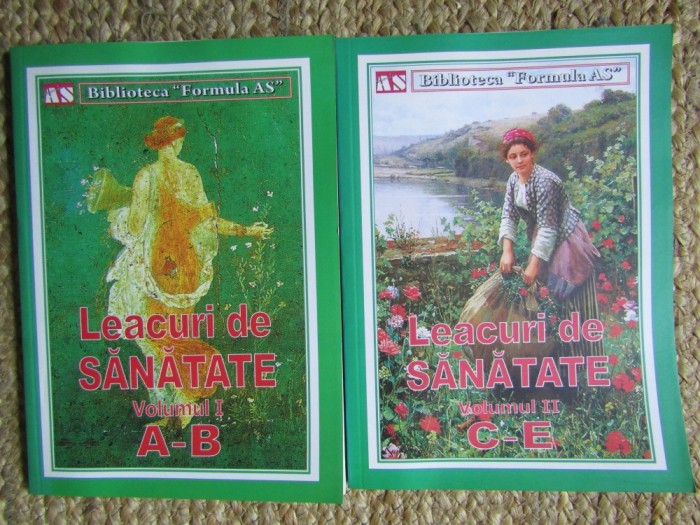 AS Biblioteca "Formula AS"
Leacuri de
SĂNĂTATE
Volumul I
A-B
AS Biblioteca "Formula AS"
Leacuri de
SĂNĂTATE
Volumul II
C-E